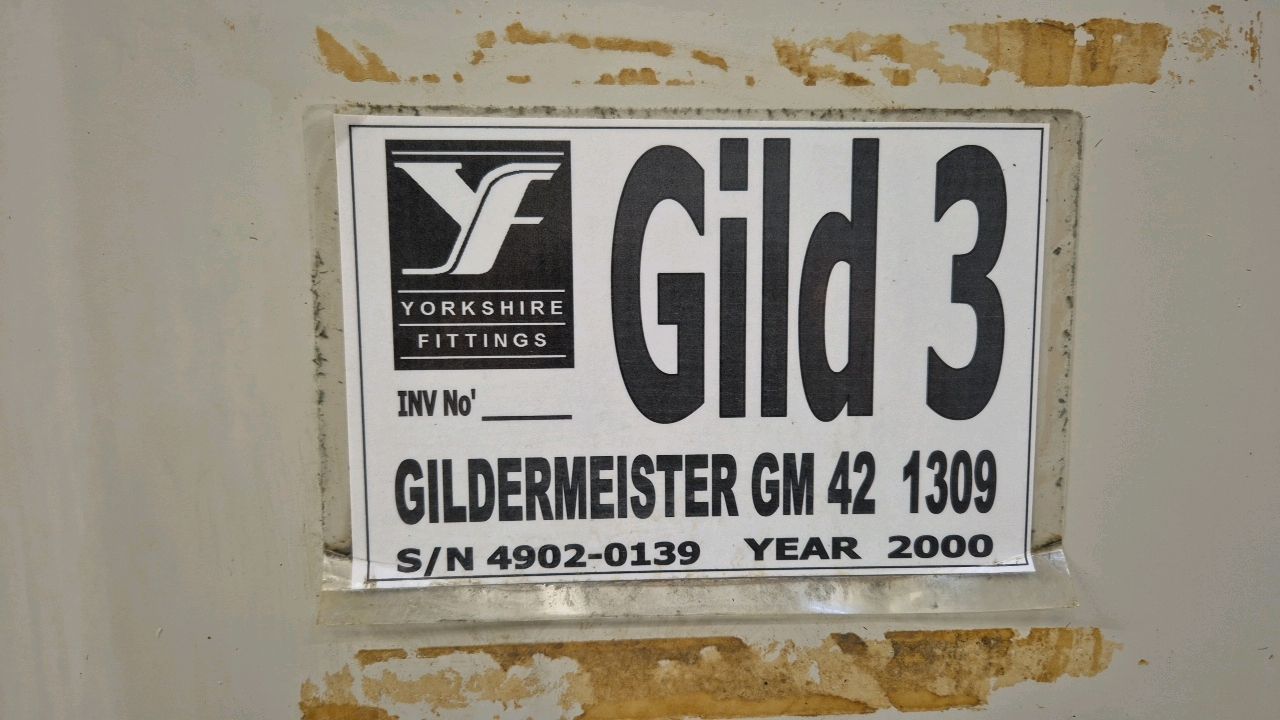 YF
YORKSHIRE
FITTINGS
Gild 3
INV No' ______
GILDERMEISTER GM 42 1309
S/N 4902-0139 YEAR 2000